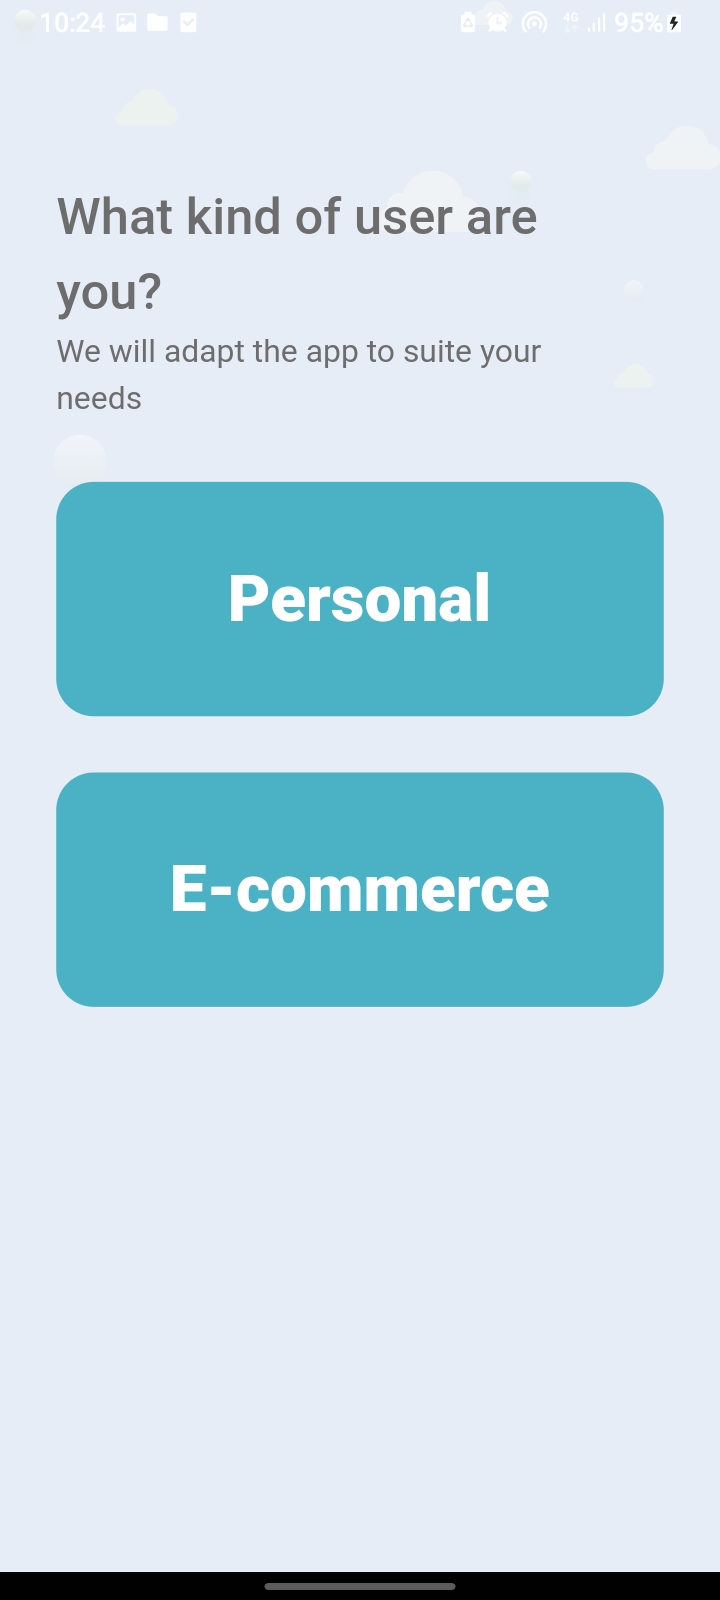 10:24 4G 95%
What kind of user are
you?
We will adapt the app to suite your
needs
Personal
E-commerce